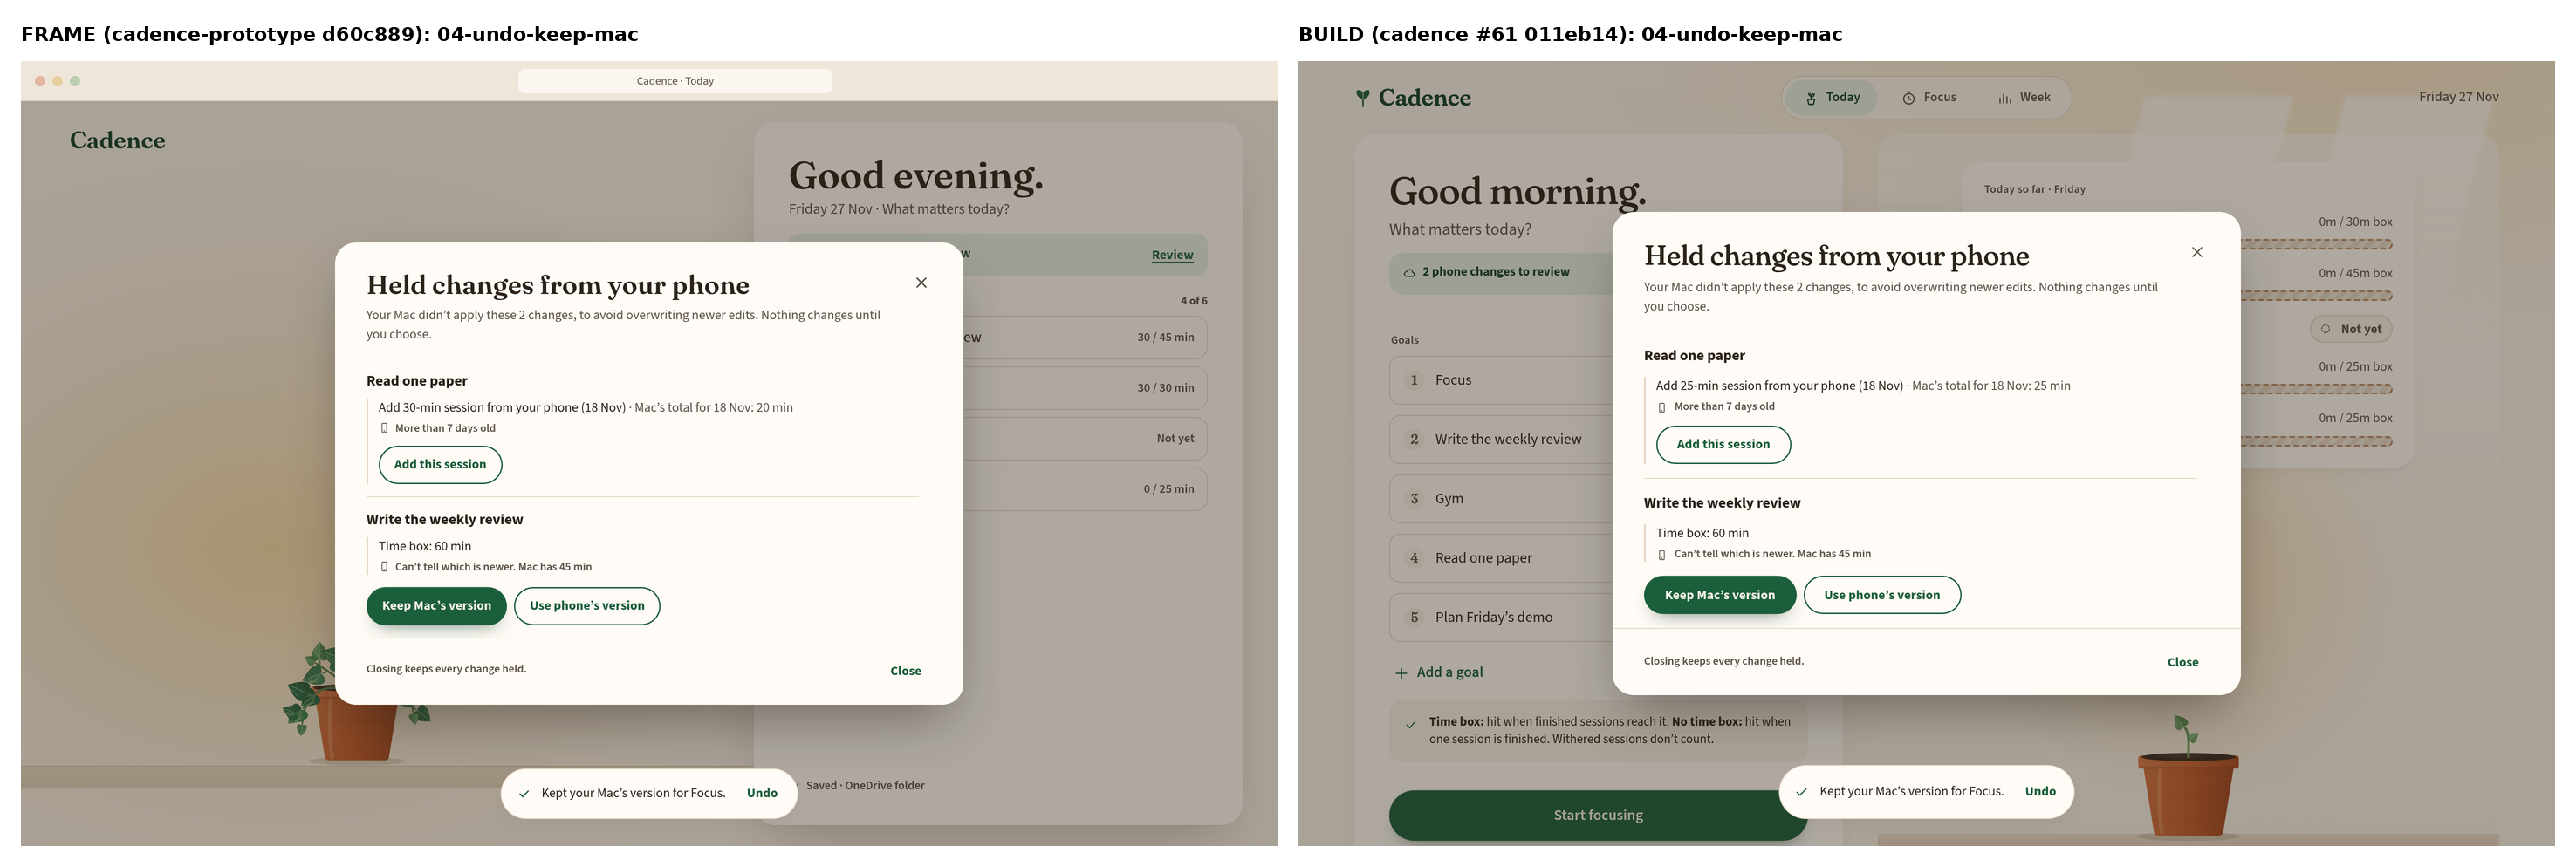 FRAME (cadence-prototype d60c889): 04-undo-keep-mac
Cadence · Today
Cadence
Good evening.
Friday 27 Nov · What matters today?
w
Review
4 of 6
ew
30 / 45 min
30 / 30 min
Not yet
0 / 25 min
Held changes from your phone
Your Mac didn’t apply these 2 changes, to avoid overwriting newer edits. Nothing changes until
you choose.
Read one paper
Add 30-min session from your phone (18 Nov) · Mac’s total for 18 Nov: 20 min
More than 7 days old
Add this session
Write the weekly review
Time box: 60 min
Can’t tell which is newer. Mac has 45 min
Keep Mac’s version
Use phone’s version
Closing keeps every change held.
Close
Saved · OneDrive folder
Kept your Mac’s version for Focus.
Undo
BUILD (cadence #61 011eb14): 04-undo-keep-mac
Cadence
Today
Focus
Week
Friday 27 Nov
Good morning.
What matters today?
2 phone changes to review
Goals
1 Focus
2 Write the weekly review
3 Gym
4 Read one paper
5 Plan Friday’s demo
Add a goal
Time box: hit when finished sessions reach it. No time box: hit when
one session is finished. Withered sessions don’t count.
Start focusing
Today so far · Friday
0m / 30m box
0m / 45m box
Not yet
0m / 25m box
0m / 25m box
Held changes from your phone
Your Mac didn’t apply these 2 changes, to avoid overwriting newer edits. Nothing changes until
you choose.
Read one paper
Add 25-min session from your phone (18 Nov) · Mac’s total for 18 Nov: 25 min
More than 7 days old
Add this session
Write the weekly review
Time box: 60 min
Can’t tell which is newer. Mac has 45 min
Keep Mac’s version
Use phone’s version
Closing keeps every change held.
Close
Kept your Mac’s version for Focus.
Undo